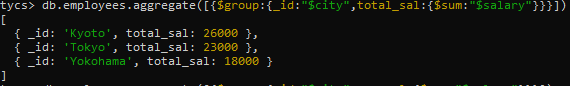 tycs> db.employees.aggregate([{$group:{_id:"$city",total_sal:{$sum:"$salary"}}}])
[
  { _id: 'Kyoto', total_sal: 26000 },
  { _id: 'Tokyo', total_sal: 23000 },
  { _id: 'Yokohama', total_sal: 18000 }
]